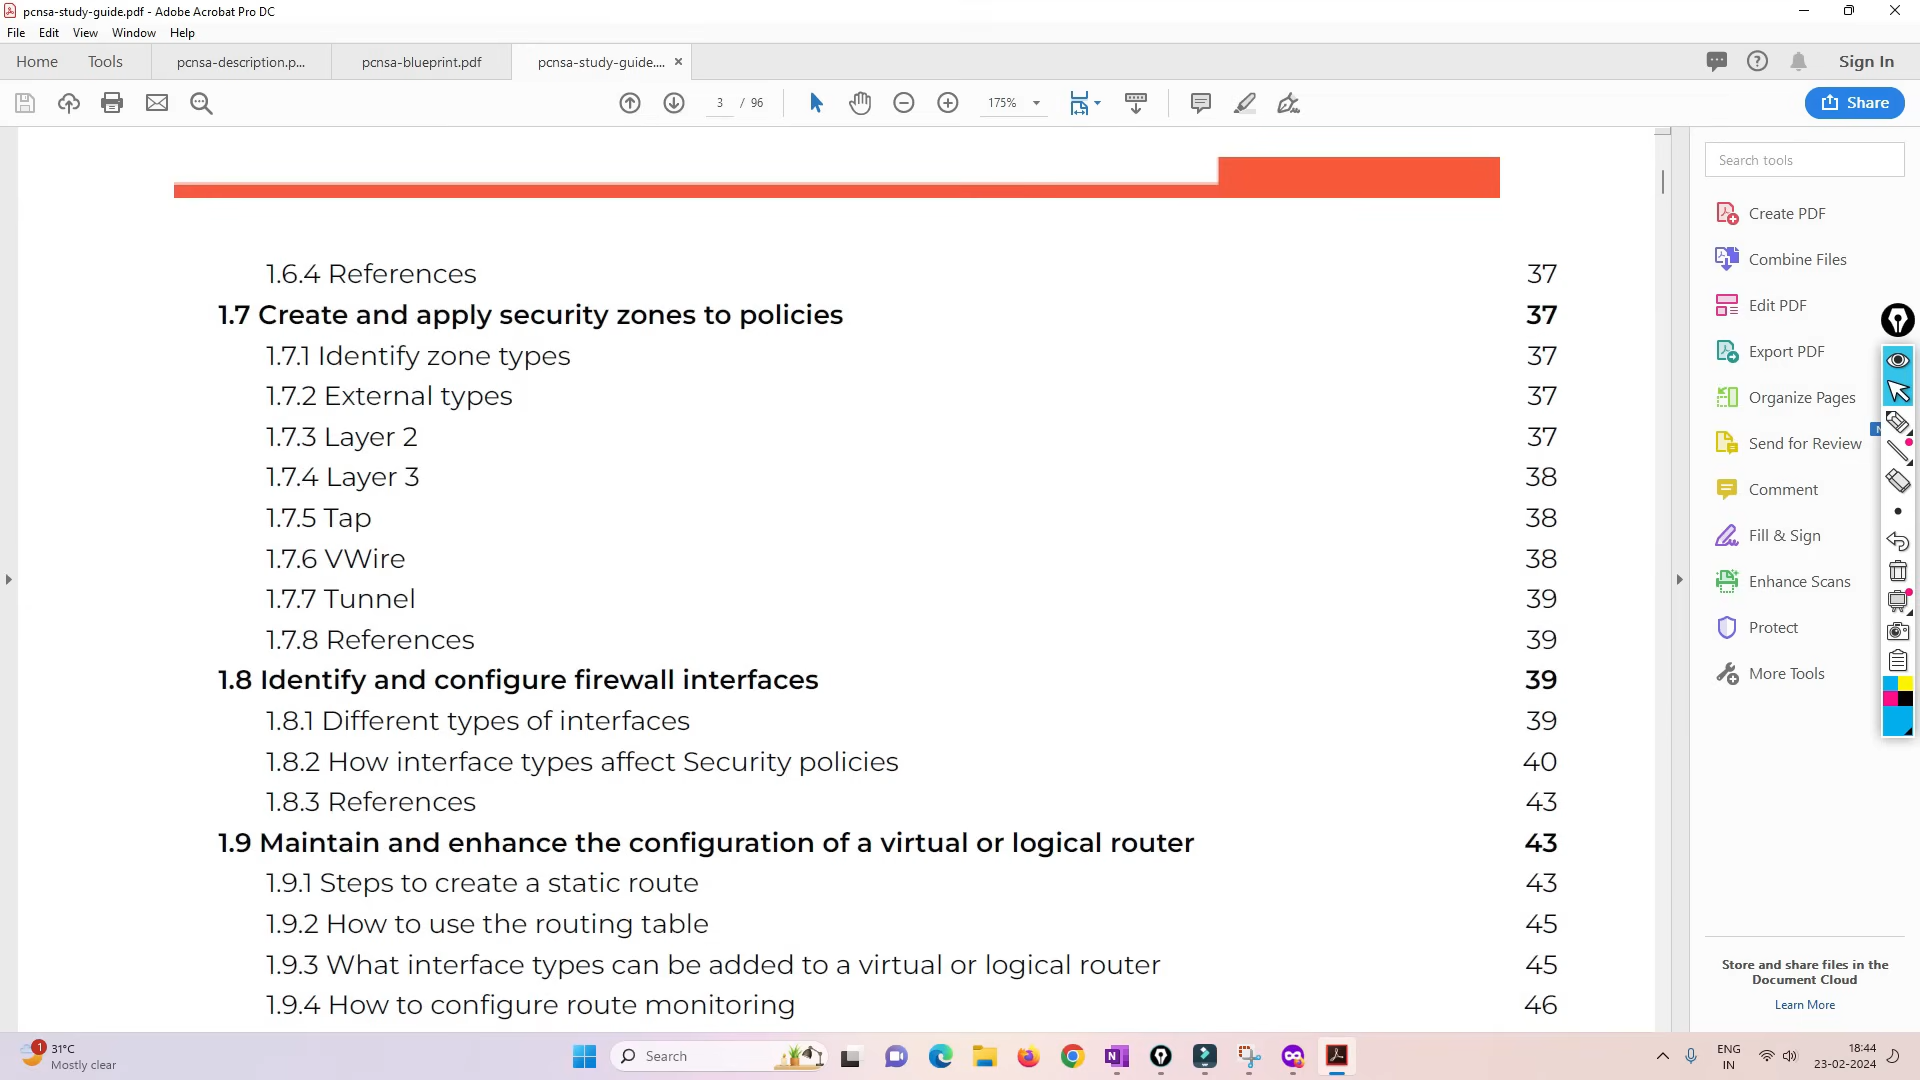 pcnsa-study-guide.pdf - Adobe Acrobat Pro DC
File Edit View Window Help
Home Tools pcnsa-description.p... pcnsa-blueprint.pdf pcnsa-study-guide.... Sign In
3 / 96 175% Share
Search tools
Create PDF
Combine Files
Edit PDF
Export PDF
Organize Pages
Send for Review
Comment
Fill & Sign
Enhance Scans
Protect
More Tools
Store and share files in the
Document Cloud
Learn More
1.6.4 References 37
1.7 Create and apply security zones to policies 37
1.7.1 Identify zone types 37
1.7.2 External types 37
1.7.3 Layer 2 37
1.7.4 Layer 3 38
1.7.5 Tap 38
1.7.6 VWire 38
1.7.7 Tunnel 39
1.7.8 References 39
1.8 Identify and configure firewall interfaces 39
1.8.1 Different types of interfaces 39
1.8.2 How interface types affect Security policies 40
1.8.3 References 43
1.9 Maintain and enhance the configuration of a virtual or logical router 43
1.9.1 Steps to create a static route 43
1.9.2 How to use the routing table 45
1.9.3 What interface types can be added to a virtual or logical router 45
1.9.4 How to configure route monitoring 46
1 31°C
Mostly clear
Search
ENG
IN
18:44
23-02-2024